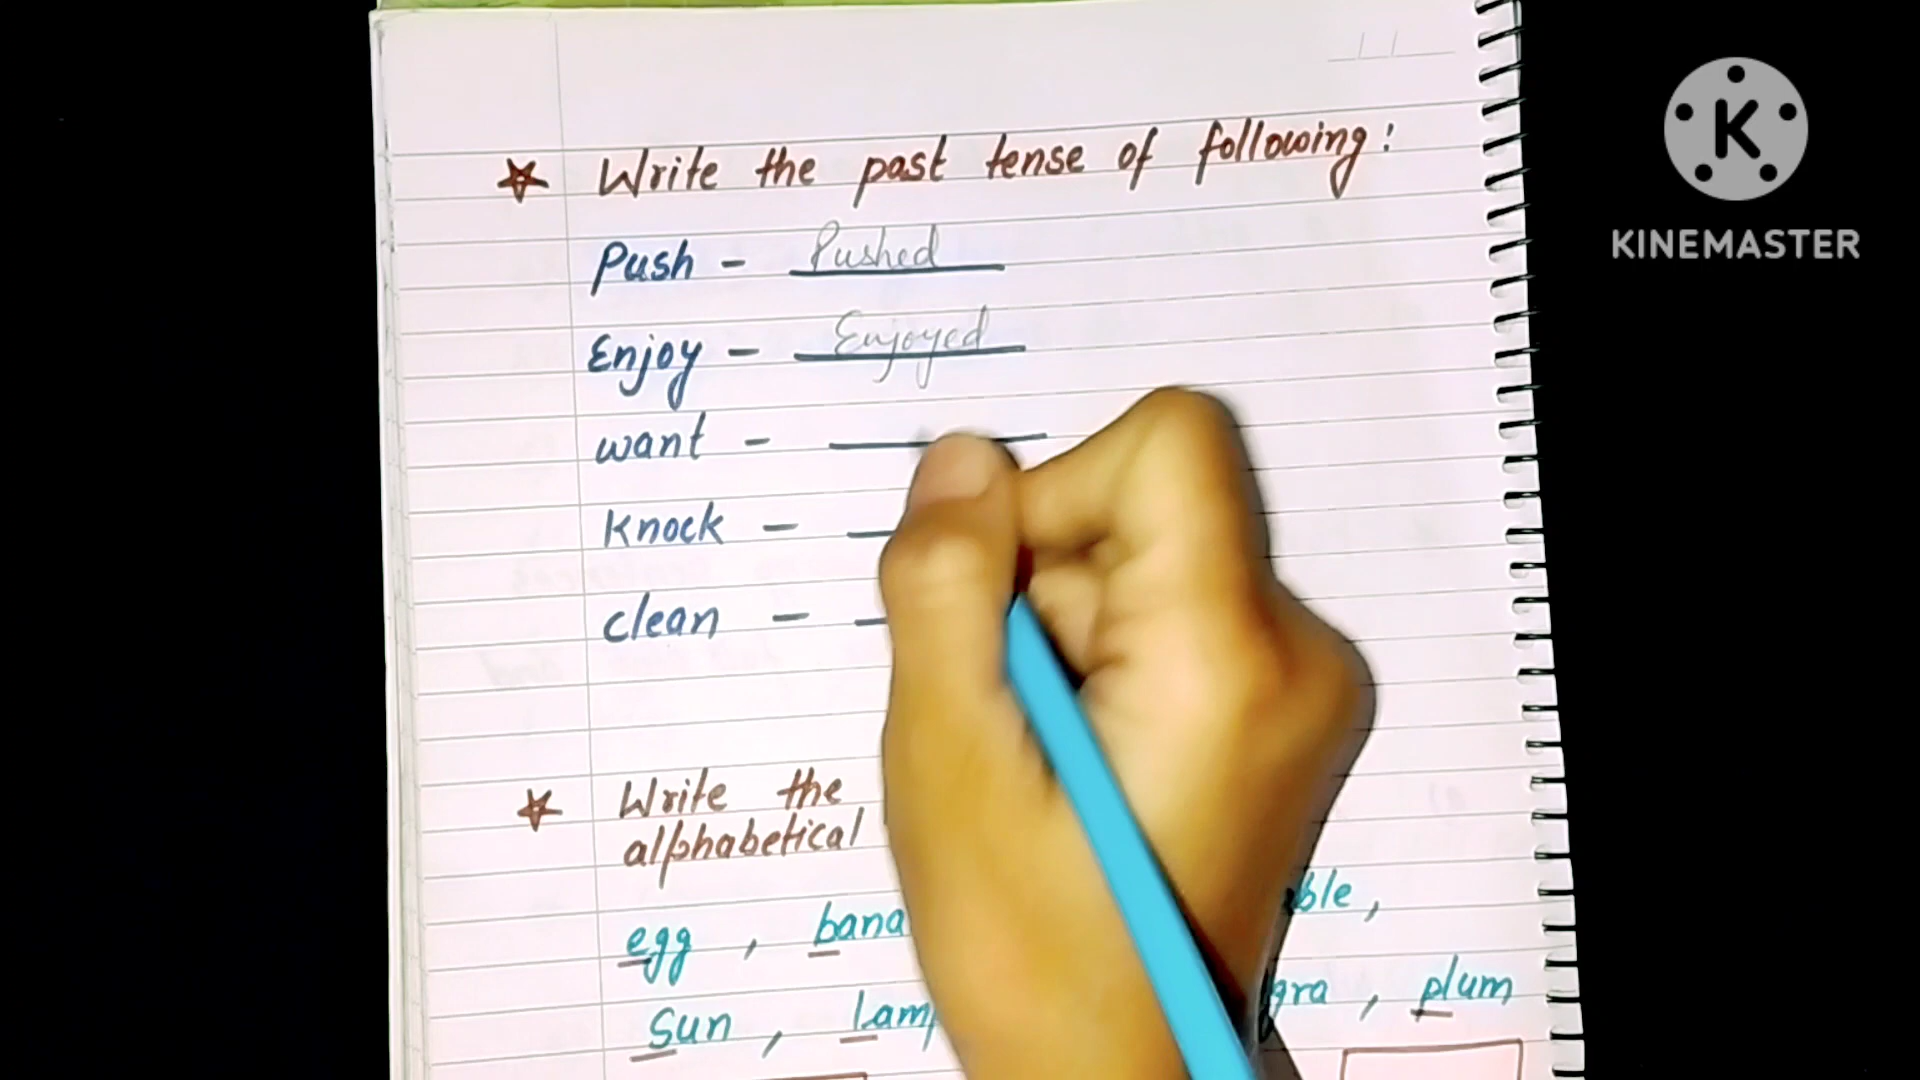 Write the past tense of following:
Push - Pushed
Enjoy - Enjoyed
want -
Knock -
clean -
Write the
alphabetical
egg, bana ble,
Sun, lam gra, plum
K
KINEMASTER